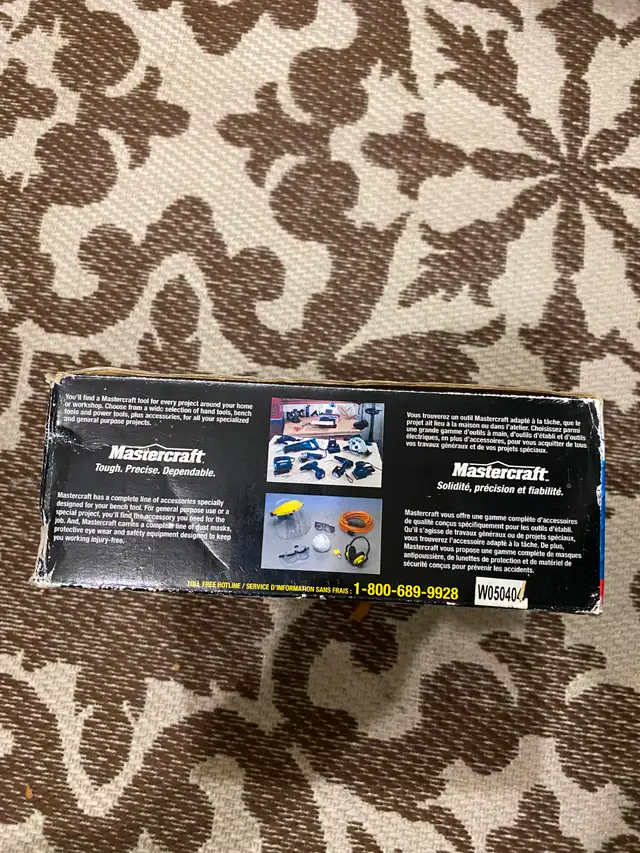 You'll find a Mastercraft tool for every project around your home
or workshop. Choose from a wide selection of hand tools, bench
tools and power tools, plus accessories, for all your specialized
and general purpose projects.
Mastercraft
Tough. Precise. Dependable.
Mastercraft has a complete line of accessories specially
designed for your bench tool. For general purpose use or a
special project, you'll find the accessory you need for the
job. And, Mastercraft carries a complete line of dust masks,
protective eye wear and safety equipment designed to keep
you working injury-free.
Vous trouverez un outil Mastercraft adapté à la tâche, que le
projet ait lieu à la maison ou dans l'atelier. Choisissez parmi
une grande gamme d'outils à main, d'outils d'établi et d'outils
électriques, en plus d'accessoires, pour vous acquitter de tous
vos travaux généraux et de vos projets spéciaux.
Mastercraft
Solidité, précision et fiabilité.
Mastercraft vous offre une gamme complète d'accessoires
de qualité conçus spécifiquement pour les outils d'établi.
Qu'il s'agisse de travaux généraux ou de projets spéciaux,
vous trouverez l'accessoire adapté à la tâche. De plus,
Mastercraft vous propose une gamme complète de masques
antipoussière, de lunettes de protection et de matériel de
sécurité conçus pour prévenir les accidents.
TOLL FREE HOTLINE / SERVICE D'INFORMATION SANS FRAIS : 1-800-689-9928
W050404